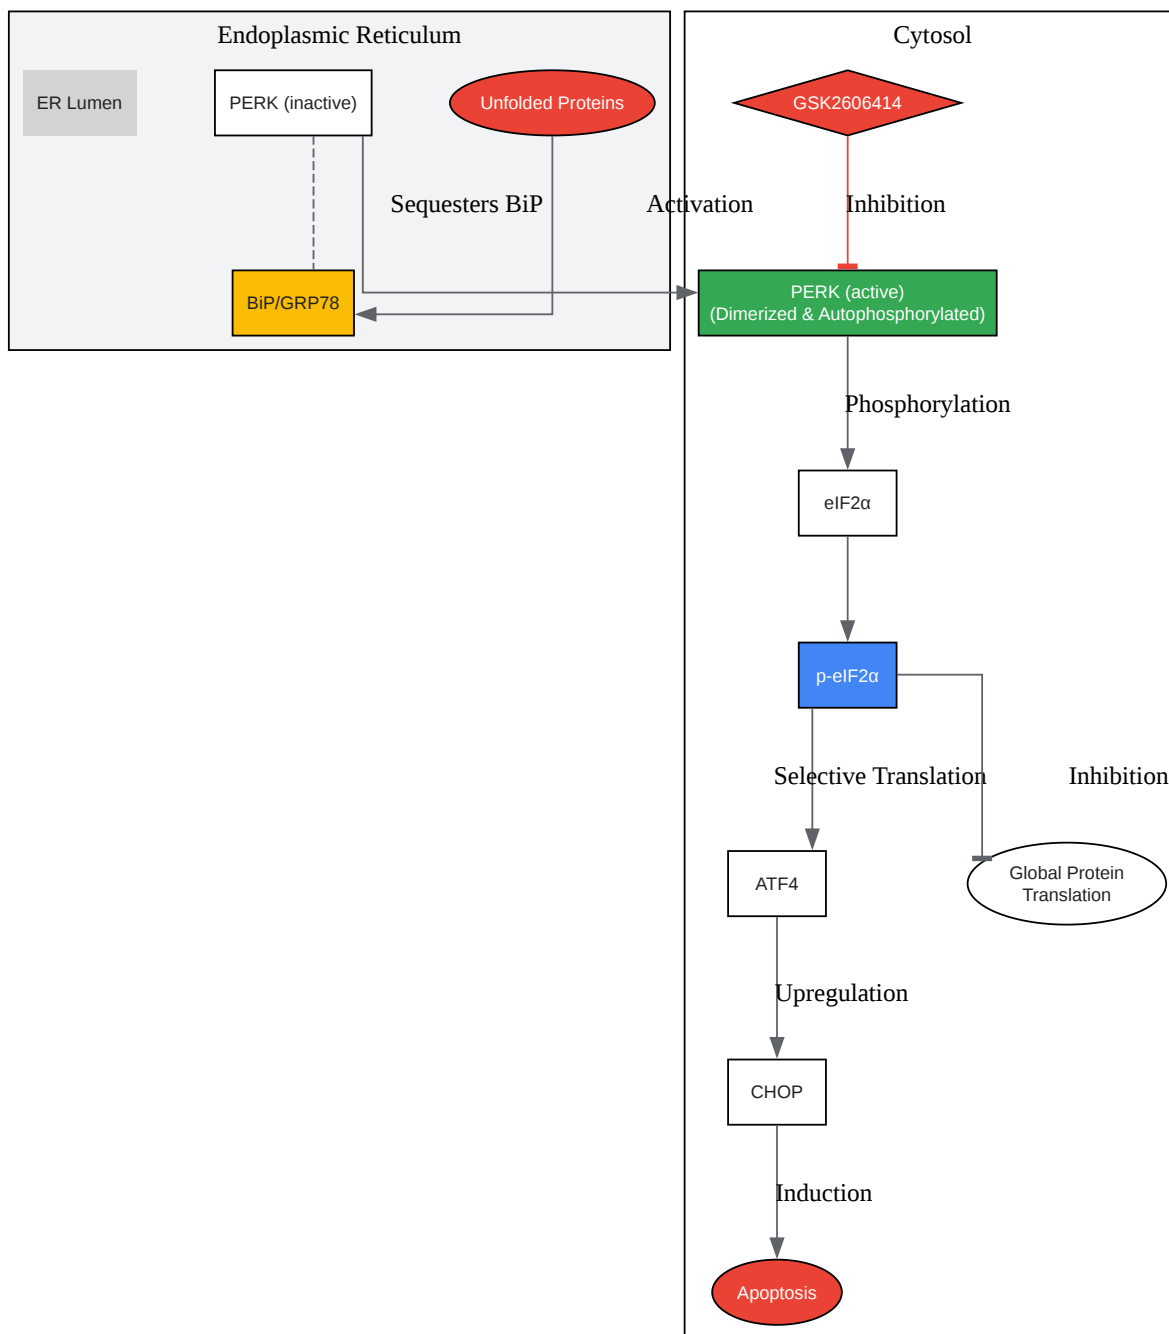 Endoplasmic Reticulum
Cytosol
ER Lumen
PERK (inactive)
Unfolded Proteins
GSK2606414
Sequesters BiP
Activation
Inhibition
BiP/GRP78
PERK (active)
(Dimerized & Autophosphorylated)
Phosphorylation
eIF2α
p-eIF2α
Selective Translation
Inhibition
ATF4
Global Protein
Translation
Upregulation
CHOP
Induction
Apoptosis